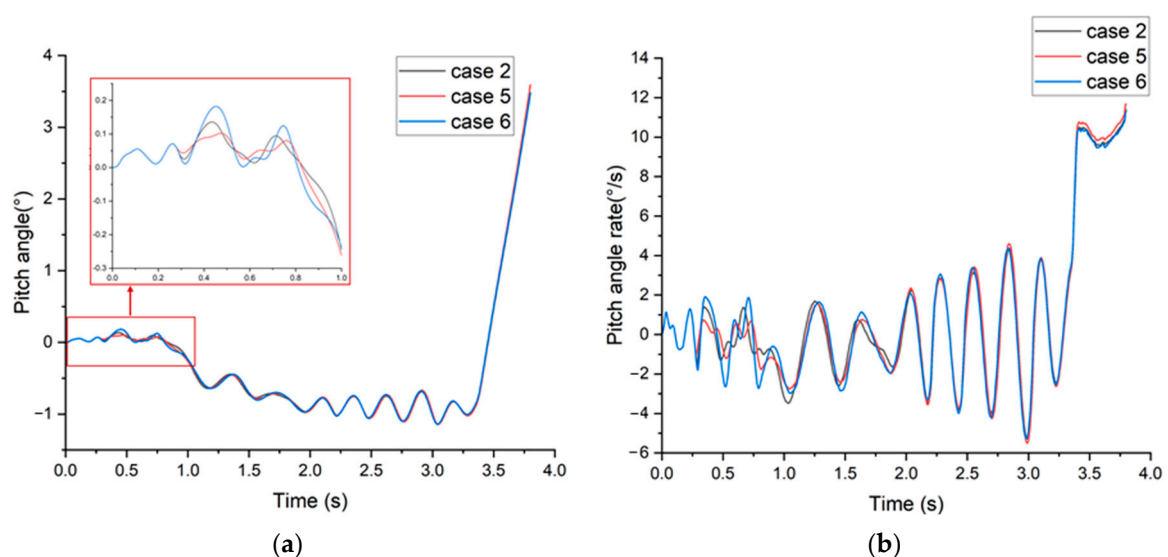 4
3
2
1
0
−1
Pitch angle(°)
0.0 0.5 1.0 1.5 2.0 2.5 3.0 3.5 4.0
Time (s)
case 2
case 5
case 6
0.2
0.1
0.0
-0.1
-0.2
-0.3
0.0 0.2 0.4 0.6 0.8 1.0
(a)
14
12
10
8
6
4
2
0
−2
−4
−6
Pitch angle rate(°/s)
0.0 0.5 1.0 1.5 2.0 2.5 3.0 3.5 4.0
Time (s)
case 2
case 5
case 6
(b)